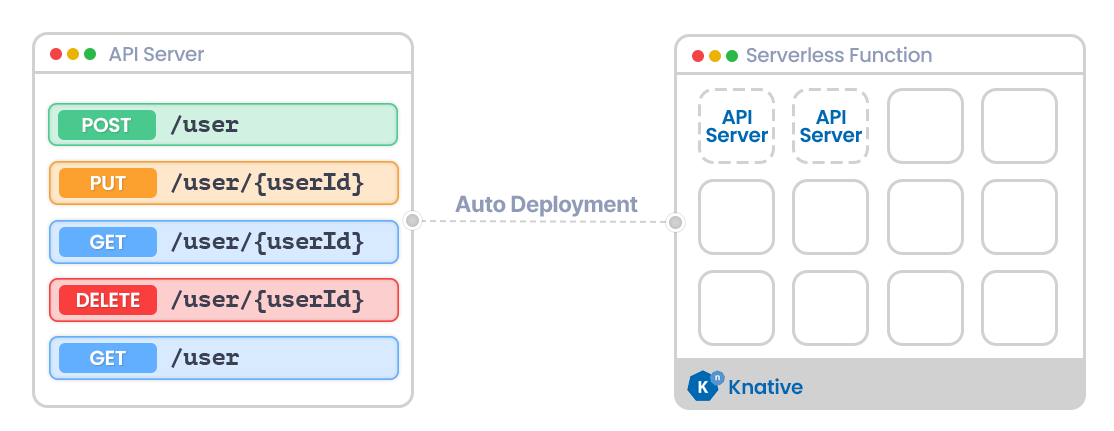 API Server
POST /user
PUT /user/{userId}
GET /user/{userId}
DELETE /user/{userId}
GET /user
Auto Deployment
Serverless Function
API
Server
API
Server
K n Knative